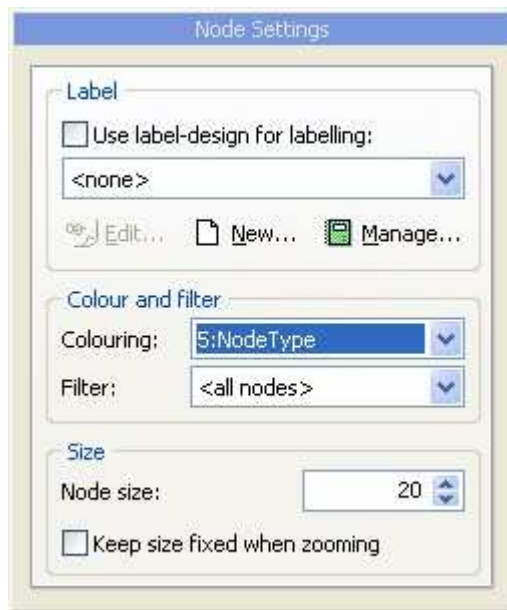 Node Settings
Label
Use label-design for labelling:
<none>
Edit... New... Manage...
Colour and filter
Colouring: 5:NodeType
Filter: <all nodes>
Size
Node size: 20
Keep size fixed when zooming